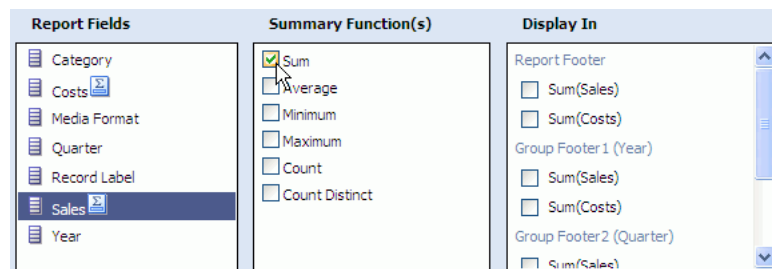 Report Fields
Summary Function(s)
Display In
Category
Costs
Media Format
Quarter
Record Label
Sales
Year
Sum
Average
Minimum
Maximum
Count
Count Distinct
Report Footer
Sum(Sales)
Sum(Costs)
Group Footer1 (Year)
Sum(Sales)
Sum(Costs)
Group Footer2 (Quarter)
Sum(Sales)